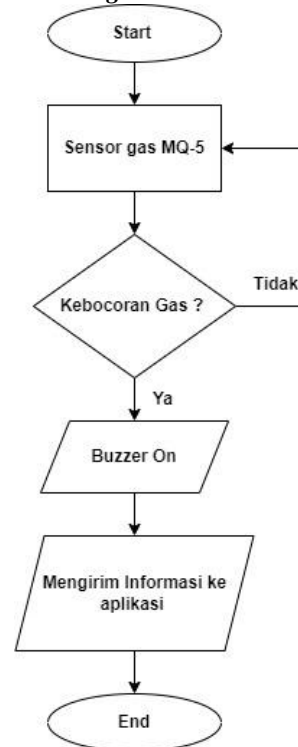 Start
Sensor gas MQ-5
Kebocoran Gas ?
Tidak
Ya
Buzzer On
Mengirim Informasi ke
aplikasi
End